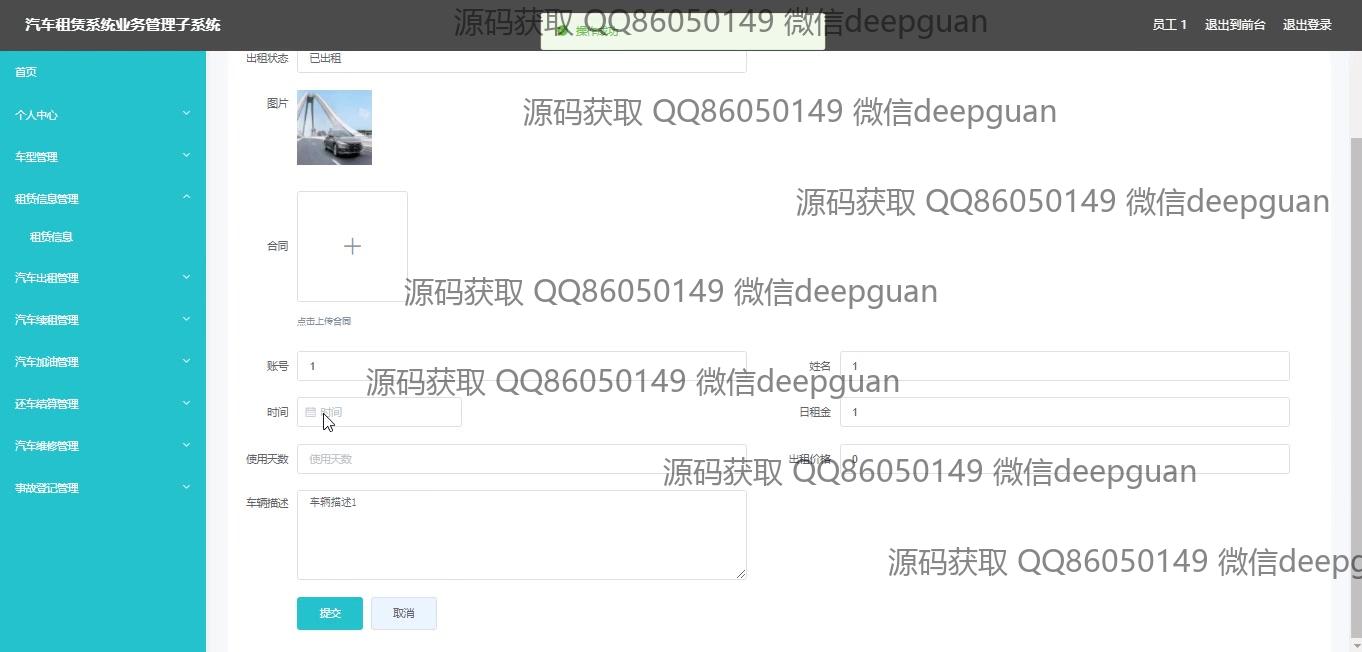 汽车租赁系统业务管理子系统
操作成功
员工 1 退出到前台 退出登录
源码获取 QQ86050149 微信deepguan
首页
个人中心
车型管理
租赁信息管理
租赁信息
汽车出租管理
汽车续租管理
汽车加油管理
还车结算管理
汽车维修管理
事故登记管理
出租状态 已出租
图片
源码获取 QQ86050149 微信deepguan
源码获取 QQ86050149 微信deepguan
合同
源码获取 QQ86050149 微信deepguan
点击上传合同
账号 1 姓名 1
源码获取 QQ86050149 微信deepguan
时间 时间 日租金 1
使用天数 使用天数 出租价格 0
源码获取 QQ86050149 微信deepguan
车辆描述 车辆描述1
源码获取 QQ86050149 微信deepg
提交 取消